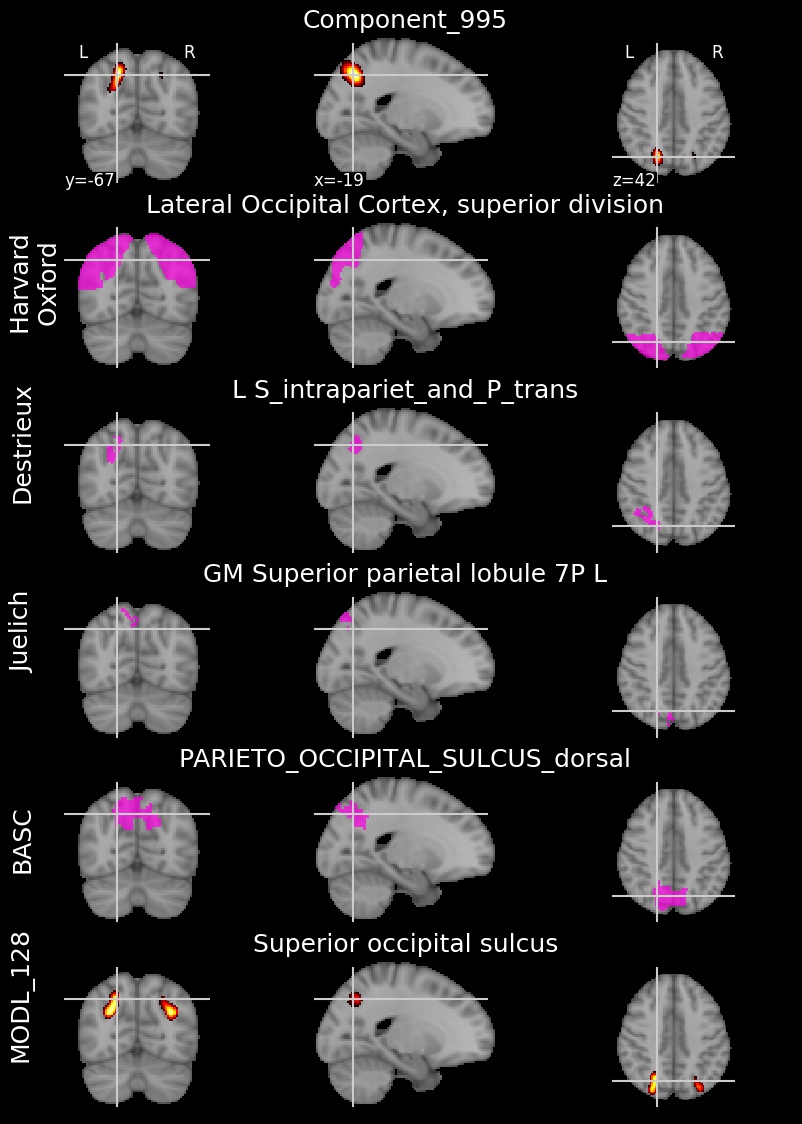 Component_995
L R
L R
y=-67
x=-19
z=42
Lateral Occipital Cortex, superior division
Harvard
Oxford
L S_intrapariet_and_P_trans
Destrieux
GM Superior parietal lobule 7P L
Juelich
PARIETO_OCCIPITAL_SULCUS_dorsal
BASC
Superior occipital sulcus
MODL_128